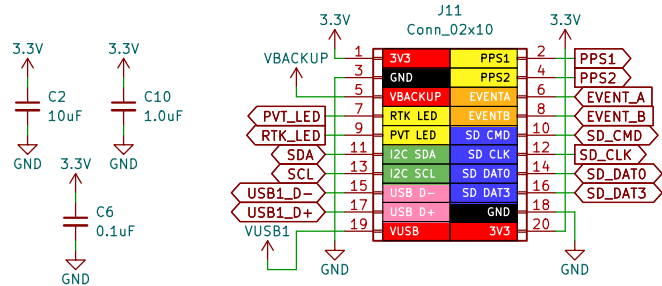 3.3V
C2
10uF
GND
3.3V
C10
1.0uF
GND
3.3V
C6
0.1uF
GND
J11
Conn_02x10
3.3V
3.3V
VBACKUP
VUSB1
GND
GND
1 3V3 PPS1 2 PPS1
3 GND PPS2 4 PPS2
5 VBACKUP EVENTA 6 EVENT_A
PVT_LED 7 RTK LED EVENTB 8 EVENT_B
RTK_LED 9 PVT LED SD CMD 10 SD_CMD
SDA 11 I2C SDA SD CLK 12 SD_CLK
SCL 13 I2C SCL SD DAT0 14 SD_DAT0
USB1_D- 15 USB D- SD DAT3 16 SD_DAT3
USB1_D+ 17 USB D+ GND 18
19 VUSB 3V3 20